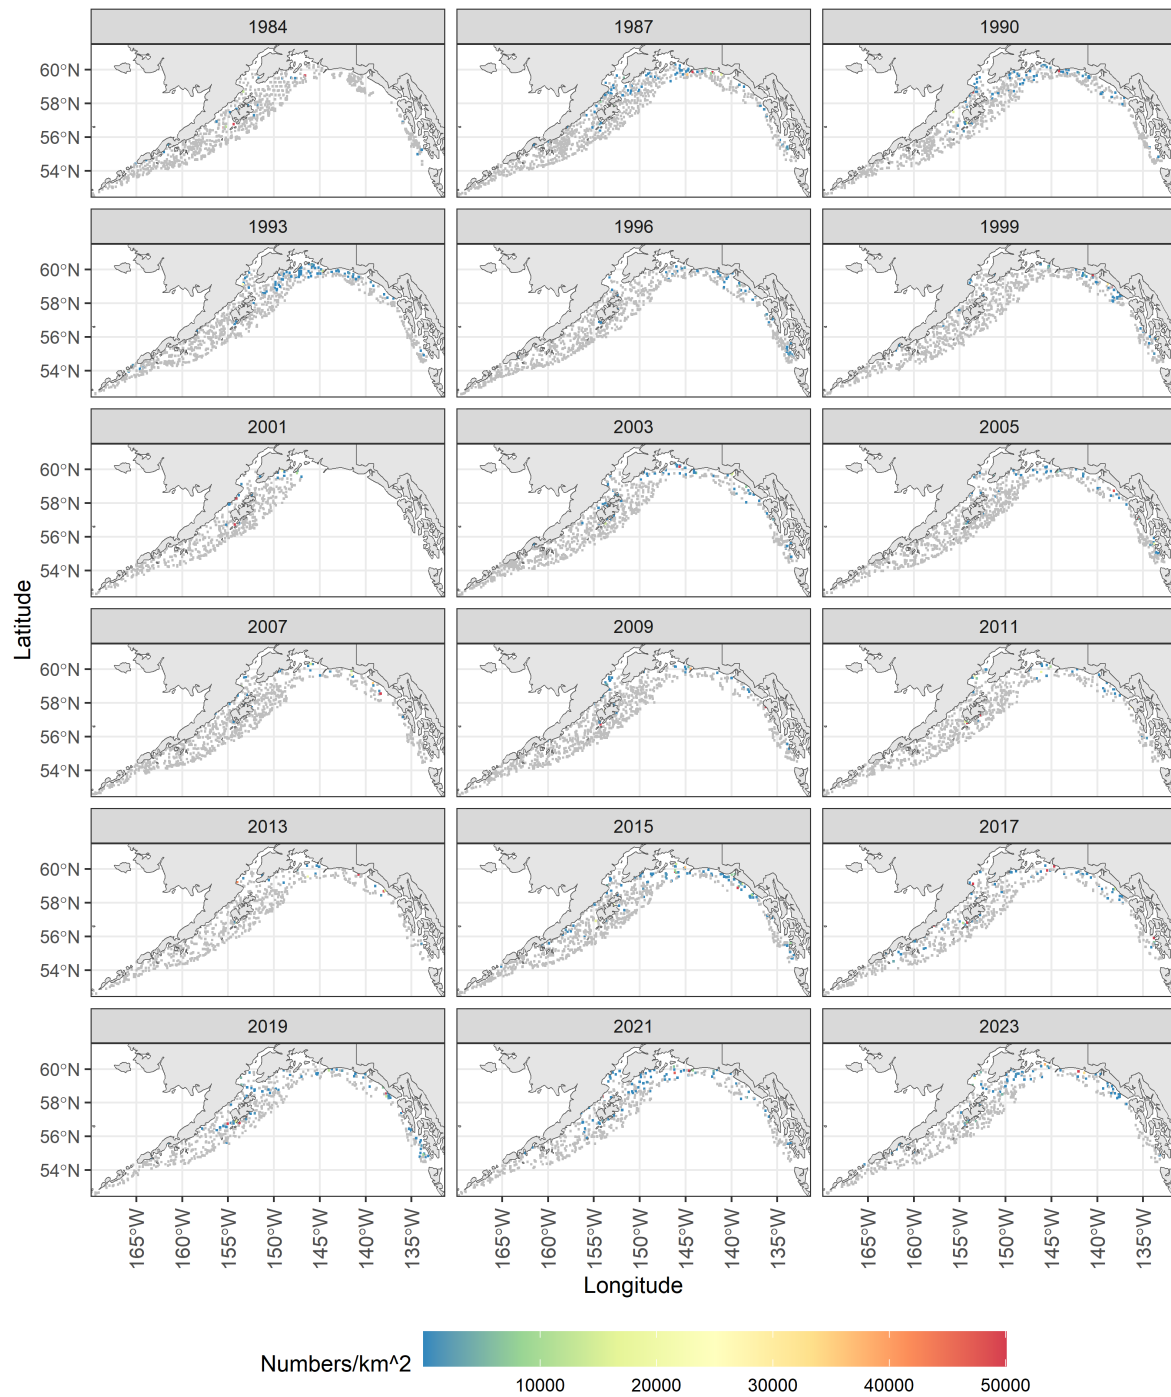 1984 1987 1990
60°N
58°N
56°N
54°N
1993 1996 1999
60°N
58°N
56°N
54°N
2001 2003 2005
60°N
58°N
56°N
54°N
2007 2009 2011
60°N
58°N
56°N
54°N
2013 2015 2017
60°N
58°N
56°N
54°N
2019 2021 2023
60°N
58°N
56°N
54°N
Latitude
165°W 160°W 155°W 150°W 145°W 140°W 135°W 165°W 160°W 155°W 150°W 145°W 140°W 135°W 165°W 160°W 155°W 150°W 145°W 140°W 135°W
Longitude
Numbers/km^2
10000 20000 30000 40000 50000